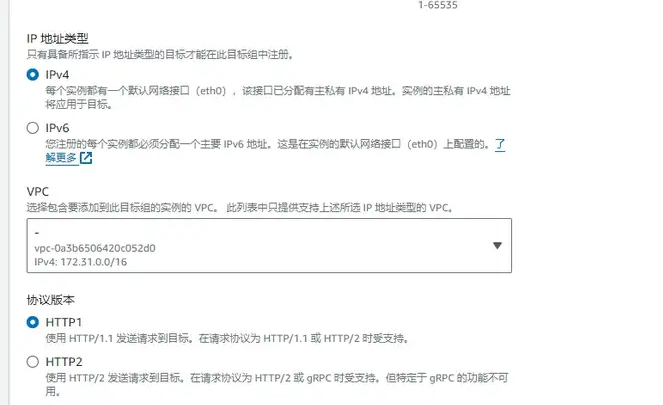 1-65535
IP 地址类型
只有具备所指示 IP 地址类型的目标才能在此目标组中注册。
IPv4
每个实例都有一个默认网络接口（eth0），该接口已分配有主私有 IPv4 地址。实例的主私有 IPv4 地址
将应用于目标。
IPv6
您注册的每个实例都必须分配一个主要 IPv6 地址。这是在实例的默认网络接口（eth0）上配置的。了
解更多
VPC
选择包含要添加到此目标组的实例的 VPC。 此列表中只提供支持上述所选 IP 地址类型的 VPC。
-
vpc-0a3b6506420c052d0
IPv4: 172.31.0.0/16
协议版本
HTTP1
使用 HTTP/1.1 发送请求到目标。在请求协议为 HTTP/1.1 或 HTTP/2 时受支持。
HTTP2
使用 HTTP/2 发送请求到目标。在请求协议为 HTTP/2 或 gRPC 时受支持。但特定于 gRPC 的功能不可
用。